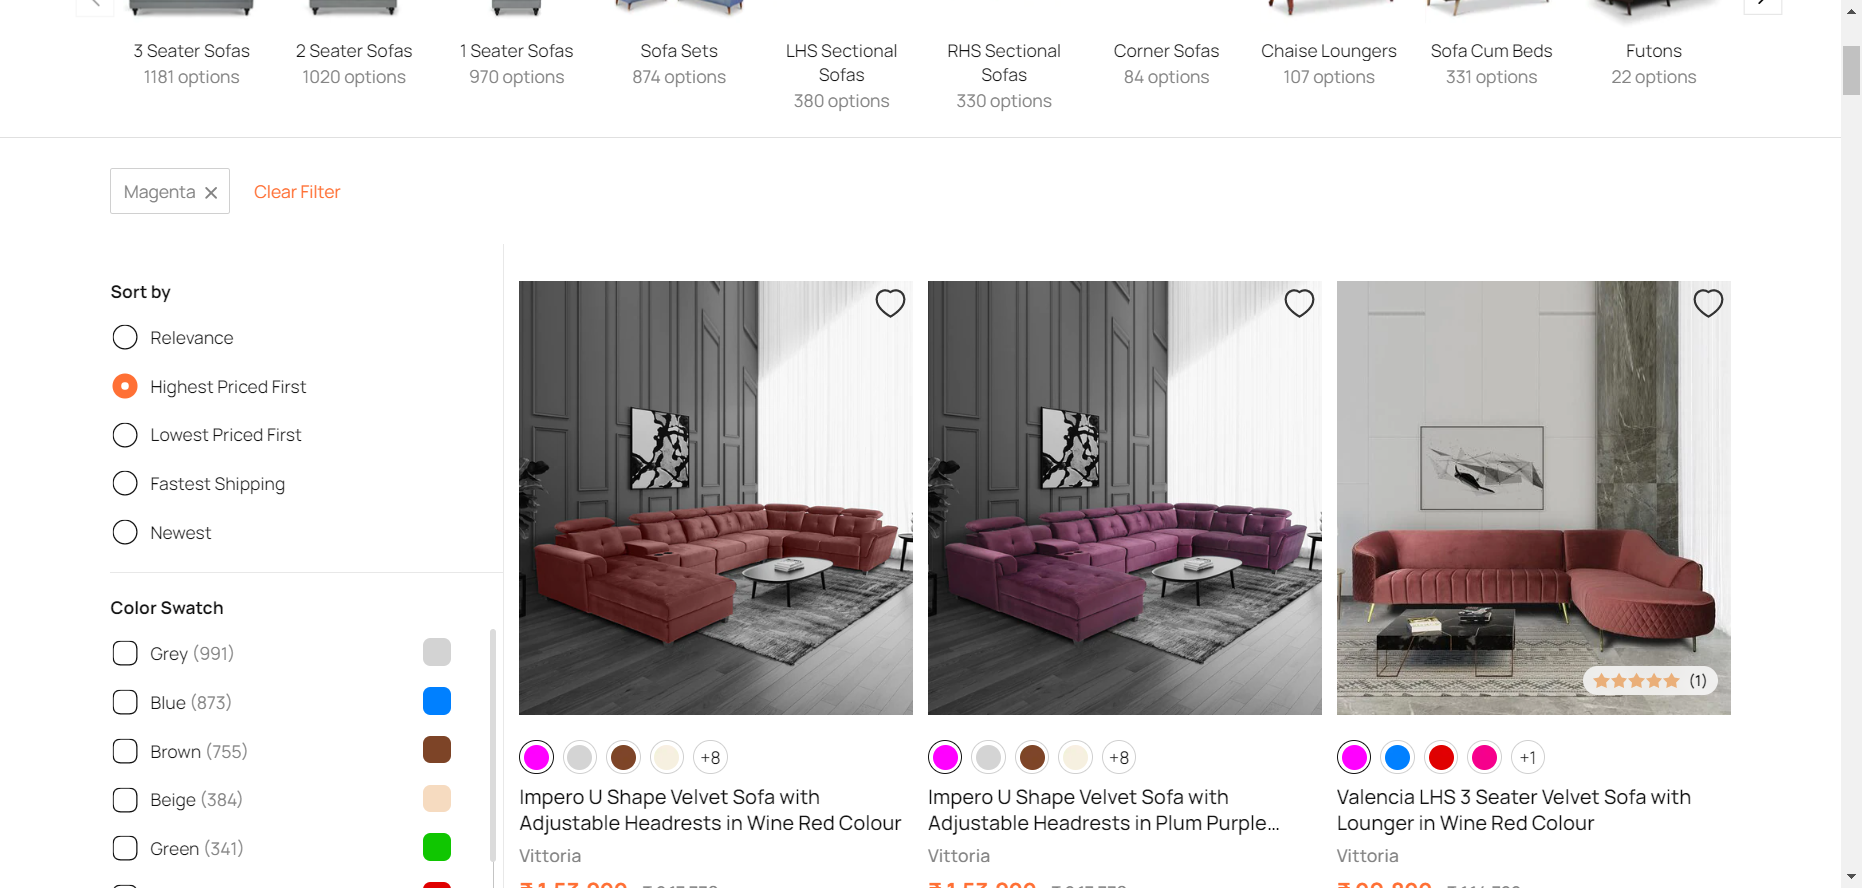 3 Seater Sofas
1181 options
2 Seater Sofas
1020 options
1 Seater Sofas
970 options
Sofa Sets
874 options
LHS Sectional
Sofas
380 options
RHS Sectional
Sofas
330 options
Corner Sofas
84 options
Chaise Loungers
107 options
Sofa Cum Beds
331 options
Futons
22 options
Magenta
Clear Filter
Sort by
Relevance
Highest Priced First
Lowest Priced First
Fastest Shipping
Newest
Color Swatch
Grey (991)
Blue (873)
Brown (755)
Beige (384)
Green (341)
+8
Impero U Shape Velvet Sofa with
Adjustable Headrests in Wine Red Colour
Vittoria
+8
Impero U Shape Velvet Sofa with
Adjustable Headrests in Plum Purple...
Vittoria
(1)
+1
Valencia LHS 3 Seater Velvet Sofa with
Lounger in Wine Red Colour
Vittoria